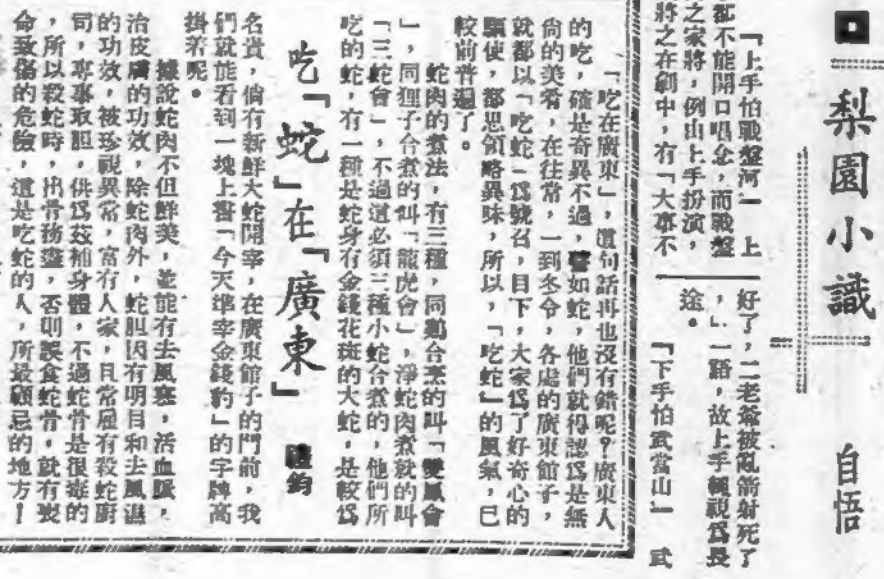 梨園小識 自悟
「上手怕戰盤河」 上
都不能開口唱念，而戰盤
之家將，例由上手扮演，
將之在劇中，有「大事不
好了，二老爺被亂箭射死了
，」一語，故上手輒視爲畏
途。
「下手怕武當山」 武
吃「蛇」在「廣東」 鈞
「吃在廣東」，這句話再也沒有錯呢？廣東人
的吃，確是奇異不過，譬如蛇，他們就得認爲是無
尙的美肴，在往常，一到冬令，各處的廣東館子，
就都以「吃蛇」爲號召，目下，大家爲了好奇心的
驅使，都思領略異味，所以，「吃蛇」的風氣，已
較前普遍了。
蛇肉的煮法，有三種，同鷄合烹的叫「雙鳳會
」，同狸子合煮的叫「龍虎會」，淨蛇肉煮就的叫
「三蛇會」，不過這必須三種小蛇合煮的，他們所
吃的蛇，有一種是蛇身有金錢花斑的大蛇，是較爲
名貴，倘有新鮮大蛇開宰，在廣東館子的門前，我
們就能看到一塊上書「今天準宰金錢豹」的字牌高
掛着呢。
據說蛇肉不但鮮美，並能有去風寒，活血脈，
治皮膚的功效，除蛇肉外，蛇胆因有明目和去風濕
的功效，被珍視異常，富有人家，且常雇有殺蛇廚
司，專事取胆，供爲茲補身體，不過蛇骨是很毒的
，所以殺蛇時，出骨務盡，否則誤食蛇骨，就有喪
命致傷的危險，這是吃蛇的人，所最顧忌的地方！